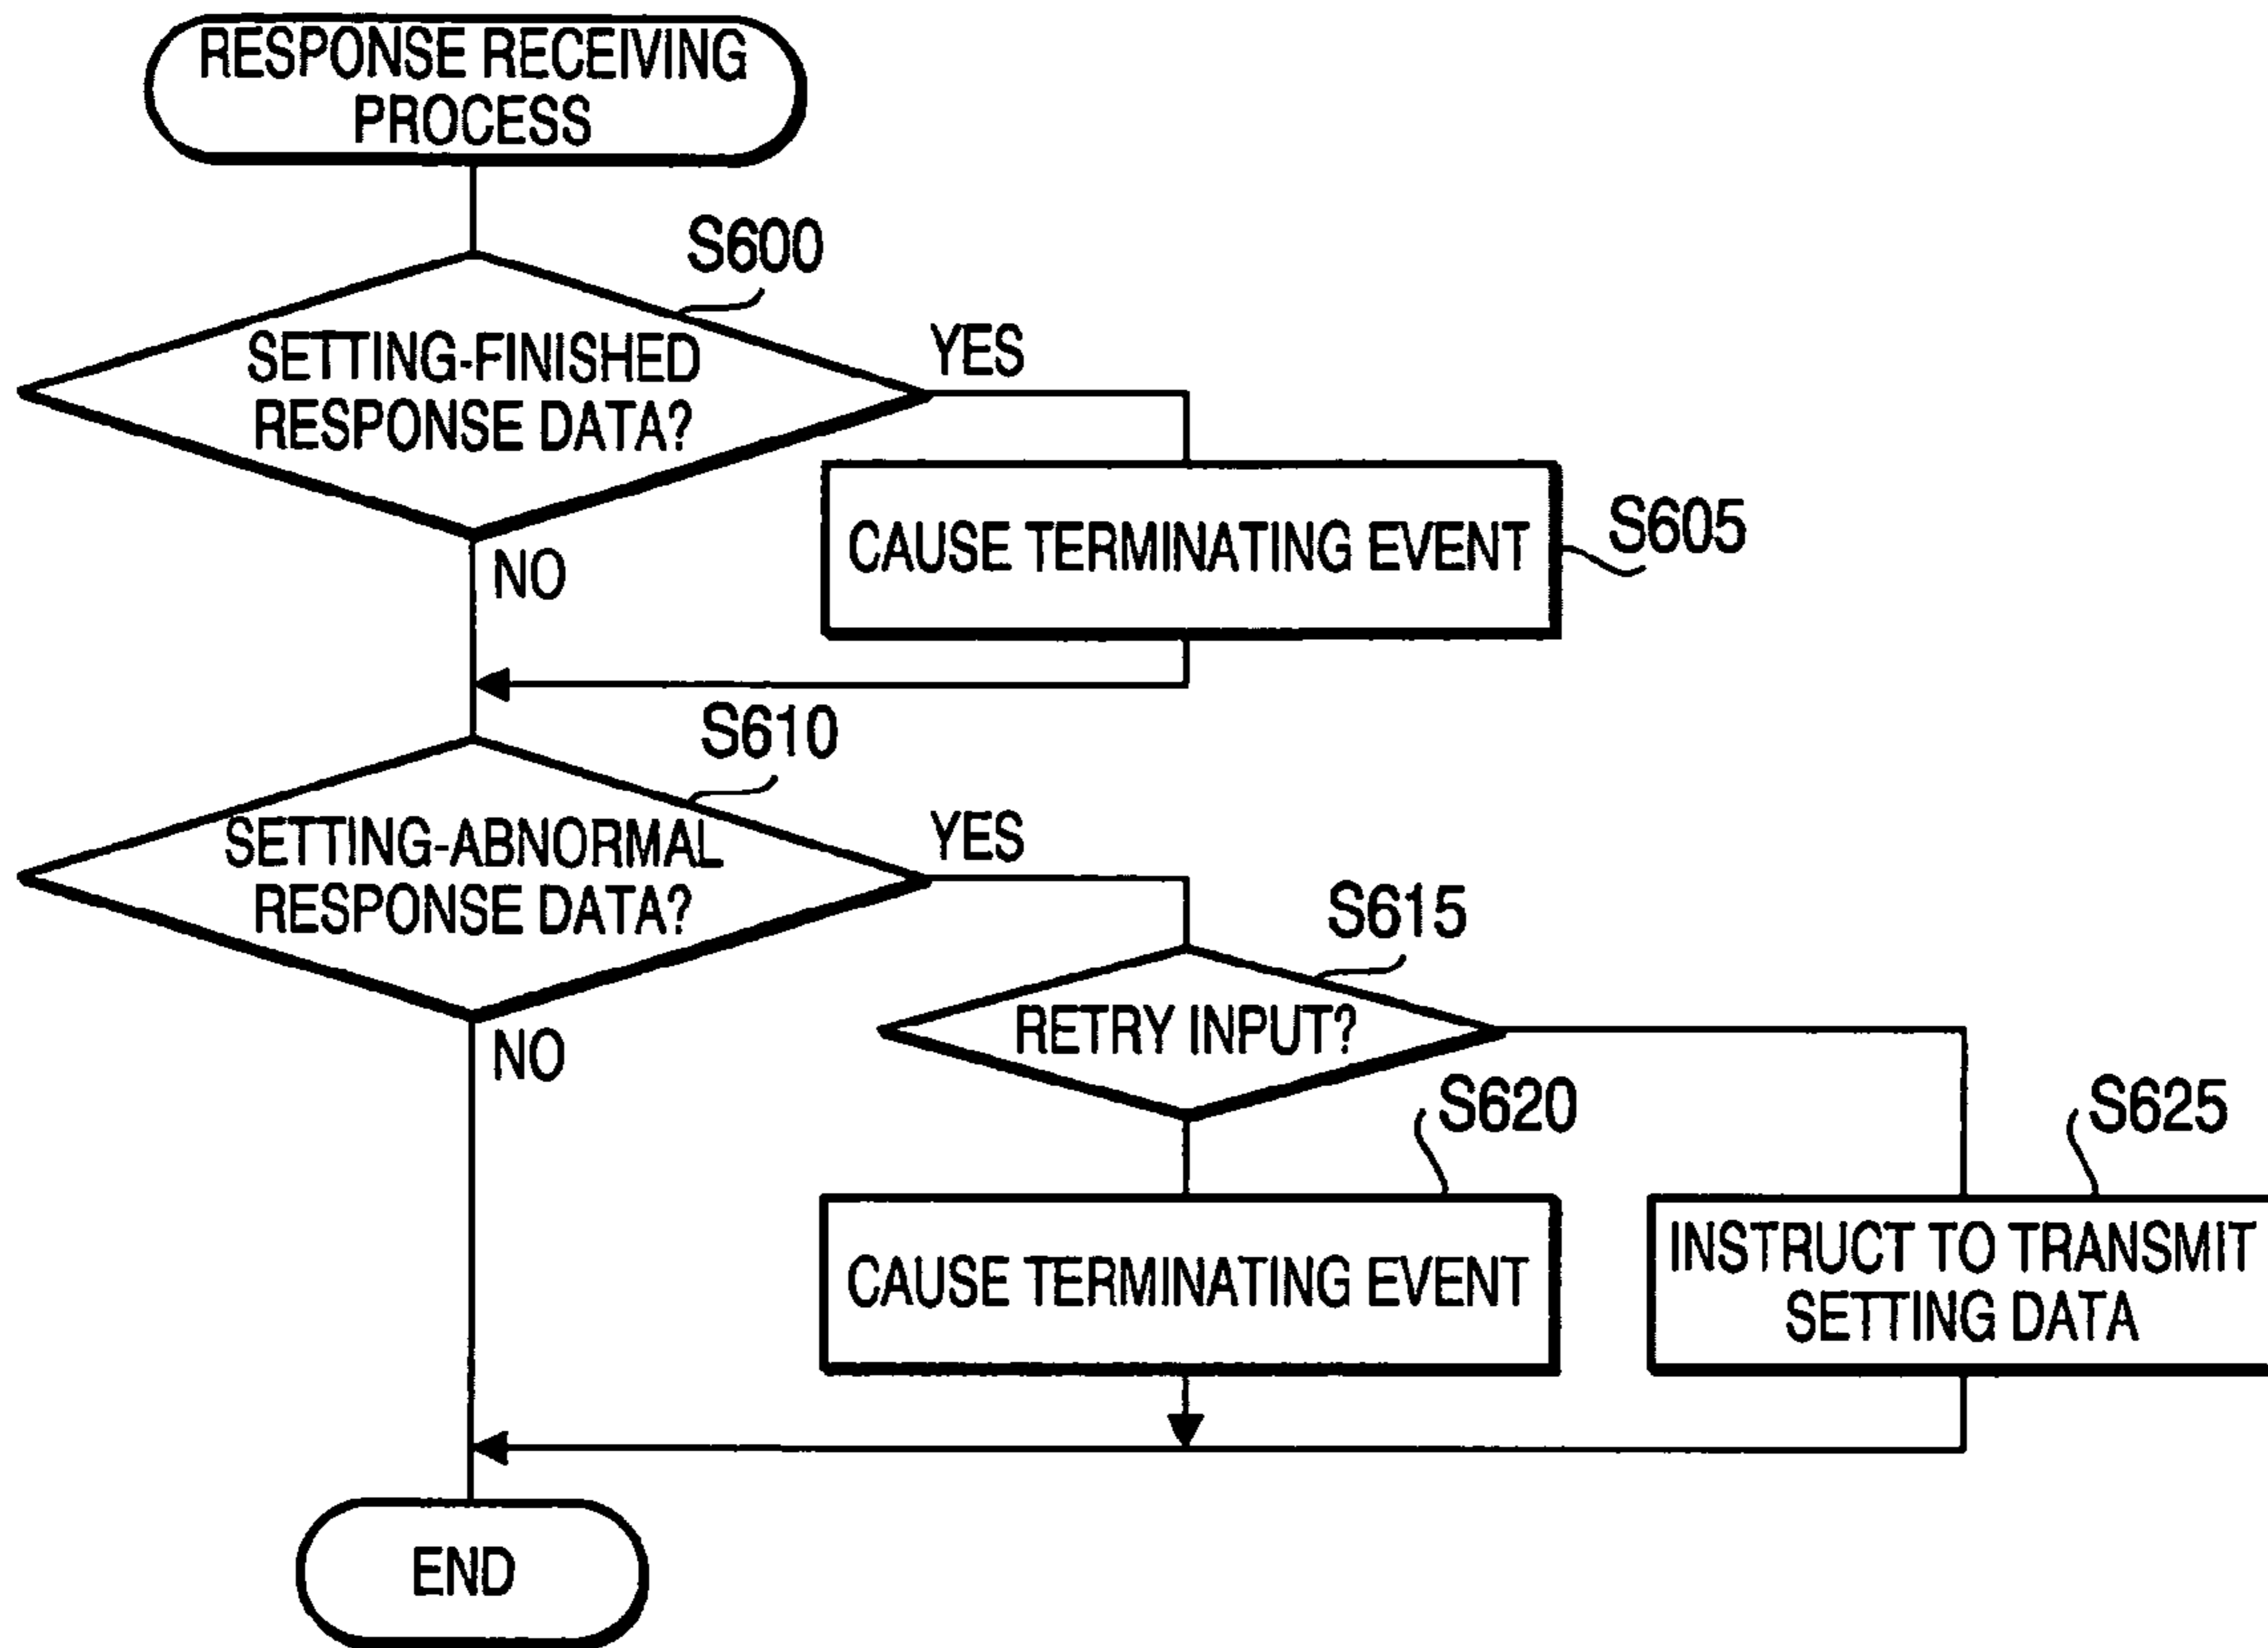 RESPONSE RECEIVING
PROCESS
S600
SETTING-FINISHED
RESPONSE DATA?
YES
NO
CAUSE TERMINATING EVENT
S605
S610
SETTING-ABNORMAL
RESPONSE DATA?
YES
NO
S615
RETRY INPUT?
S620
CAUSE TERMINATING EVENT
S625
INSTRUCT TO TRANSMIT
SETTING DATA
END